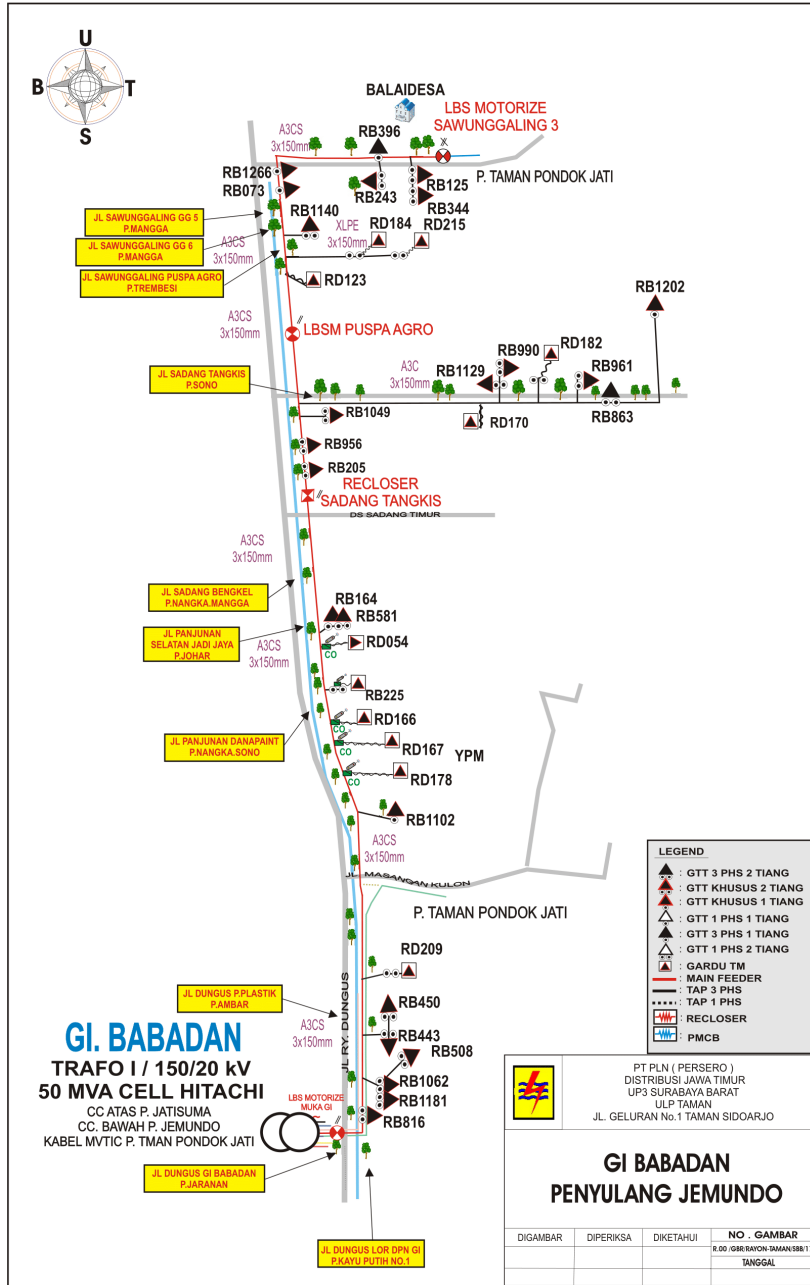 U
B
T
S
BALAIDESA
LBS MOTORIZE
SAWUNGGALING 3
A3CS
3x150mm
RB396
P. TAMAN PONDOK JATI
RB1266
RB073
RB243
RB125
RB344
JL SAWUNGGALING GG 5
P.MANGGA
JL SAWUNGGALING GG 6
P.MANGGA
JL SAWUNGGALING PUSPA AGRO
P.TREMBESI
A3CS
3x150mm
RB1140
XLPE
3x150mm
RD184
RD215
RD123
RB1202
A3CS
3x150mm
LBSM PUSPA AGRO
JL SADANG TANGKIS
P.SONO
A3C
3x150mm
RB1129
RB990
RD182
RB961
RB863
RD170
RB1049
RB956
RB205
RECLOSER
SADANG TANGKIS
DS SADANG TIMUR
A3CS
3x150mm
JL SADANG BENGKEL
P.NANGKA.MANGGA
RB164
RB581
JL PANJUNAN
SELATAN JADI JAYA
P.JOHAR
A3CS
3x150mm
RD054
CO
RB225
RD166
CO
JL PANJUNAN DANAPAINT
P.NANGKA.SONO
RD167
CO
YPM
RD178
CO
RB1102
A3CS
3x150mm
JL. MASANGAN KULON
P. TAMAN PONDOK JATI
LEGEND
: GTT 3 PHS 2 TIANG
: GTT KHUSUS 2 TIANG
: GTT KHUSUS 1 TIANG
: GTT 1 PHS 1 TIANG
: GTT 3 PHS 1 TIANG
: GTT 1 PHS 2 TIANG
: GARDU TM
: MAIN FEEDER
: TAP 3 PHS
: TAP 1 PHS
: RECLOSER
: PMCB
RD209
JL DUNGUS P.PLASTIK
P.AMBAR
A3CS
3x150mm
JL RY. DUNGUS
RB450
RB443
RB508
RB1062
RB1181
RB816
GI. BABADAN
TRAFO I / 150/20 kV
50 MVA CELL HITACHI
CC ATAS P. JATISUMA
CC. BAWAH P. JEMUNDO
KABEL MVTIC P. TMAN PONDOK JATI
LBS MOTORIZE
MUKA GI
JL DUNGUS GI BABADAN
P.JARANAN
JL DUNGUS LOR DPN GI
P.KAYU PUTIH NO.1
PT PLN ( PERSERO )
DISTRIBUSI JAWA TIMUR
UP3 SURABAYA BARAT
ULP TAMAN
JL. GELURAN No.1 TAMAN SIDOARJO
GI BABADAN
PENYULANG JEMUNDO
DIGAMBAR
DIPERIKSA
DIKETAHUI
NO . GAMBAR
R.00 /GBR/RAYON-TAMAN/SBB/1
TANGGAL